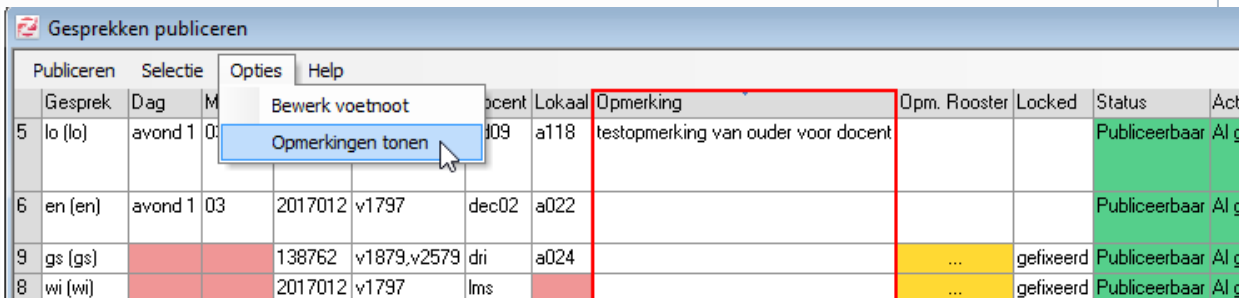 Gesprekken publiceren
Publiceren Selectie Opties Help
Bewerk voetnoot
Opmerkingen tonen
Gesprek Dag Lokaal Opmerking Opm. Rooster Locked Status
5 lo (lo) avond 1 a118 testopmerking van ouder voor docent Publiceerbaar Al
6 en (en) avond 1 03 2017012 v1797 dec02 a022 Publiceerbaar Al
9 gs (gs) 138762 v1879,v2579 dri a024 ... gefixeerd Publiceerbaar Al
8 wi (wi) 2017012 v1797 lms ... gefixeerd Publiceerbaar Al